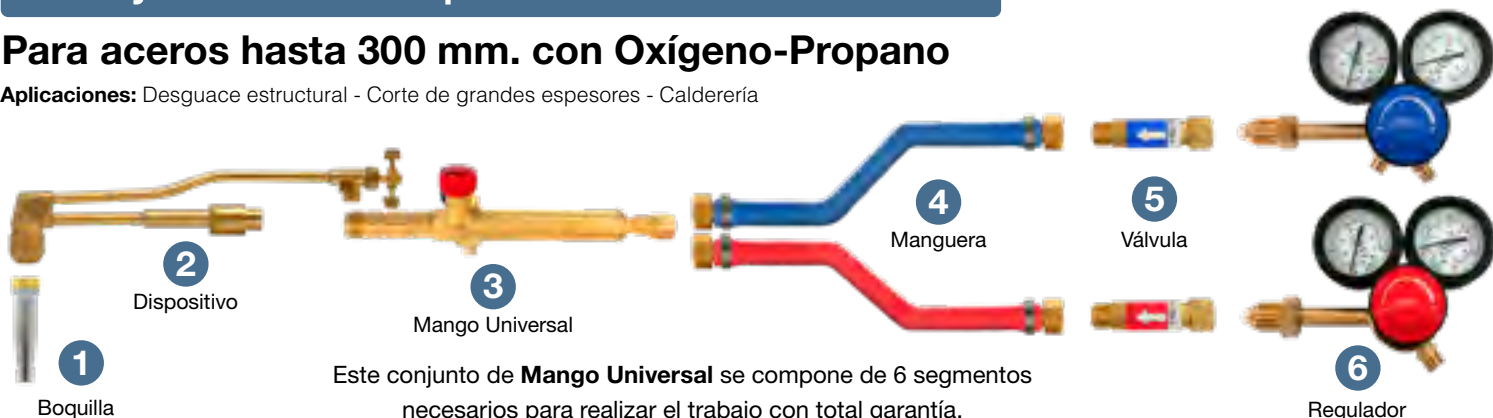 Para aceros hasta 300 mm. con Oxígeno-Propano
Aplicaciones: Desguace estructural - Corte de grandes espesores - Calderería
4
Manguera
5
Válvula
2
Dispositivo
3
Mango Universal
1
Boquilla
6
Regulador
Este conjunto de Mango Universal se compone de 6 segmentos
necesarios para realizar el trabajo con total garantía.